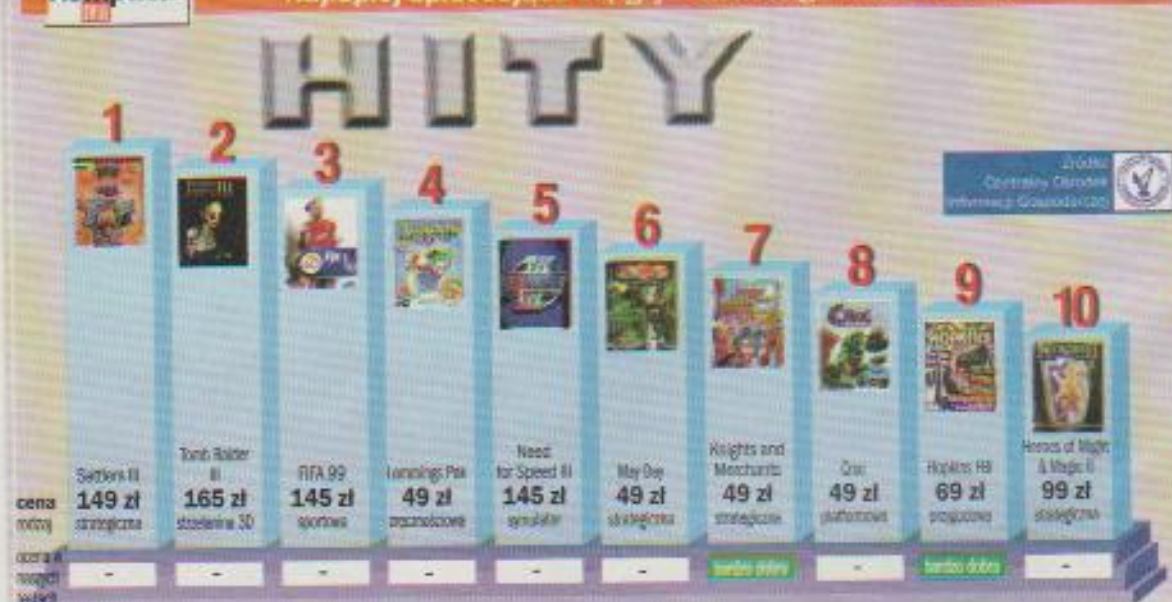 HITY
1
2
3
4
5
6
7
8
9
10
Źródło:
Centralny Ośrodek
Informacji Gospodarczej
cena
rodzaj
Settlers III
149 zł
strategiczna
Tomb Raider
III
165 zł
strzelanina 3D
FIFA 99
145 zł
sportowa
Lemmings Pak
49 zł
zręcznościowa
Need
for Speed III
145 zł
symulator
May Day
49 zł
strategiczna
Knights and
Merchants
49 zł
strategiczna
Croc
49 zł
platformowa
Hopkins FBI
69 zł
przygodowa
Heroes of Might
& Magic II
99 zł
strategiczna
ocena w
naszych
testach
-
-
-
-
-
-
bardzo dobra
-
bardzo dobra
-